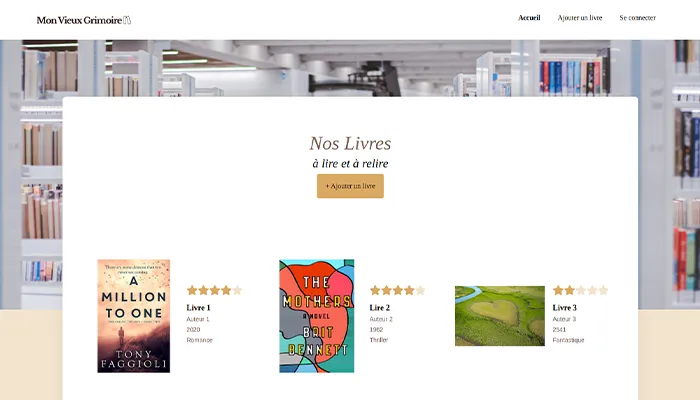 Mon Vieux Grimoire
Accueil
Ajouter un livre
Se connecter
Nos Livres
à lire et à relire
+ Ajouter un livre
A
MILLION
TO ONE
TONY
FAGGIOLI
Livre 1
Auteur 1
2020
Romance
THE
MOTHERS
A NOVEL
BRIT
BENNETT
Lire 2
Auteur 2
1962
Thriller
Livre 3
Auteur 3
2541
Fantastique